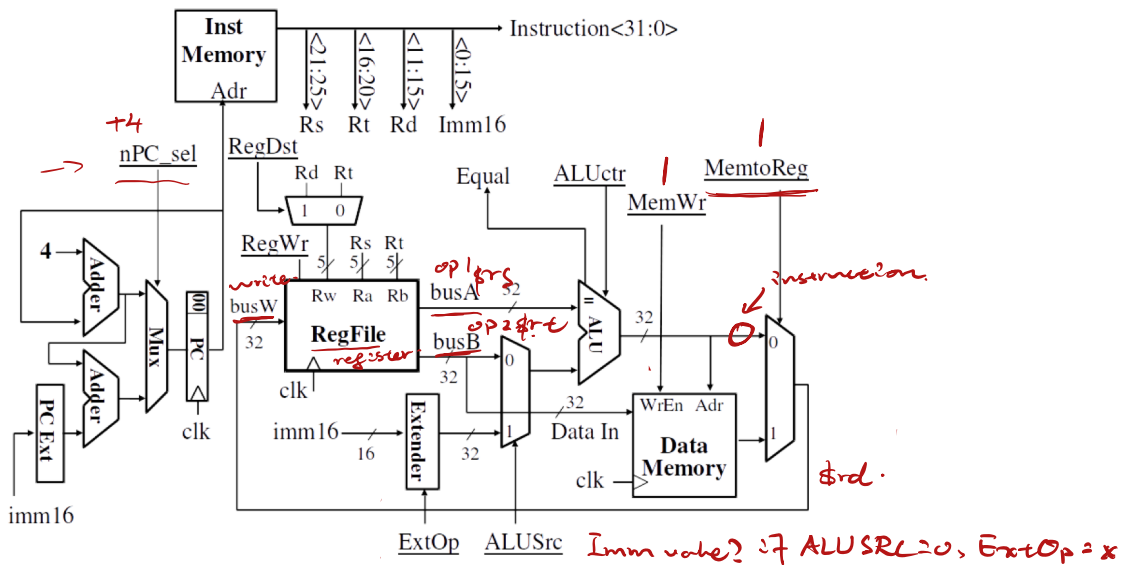 Inst
Memory
Adr
Instruction<31:0>
<21:25>
<16:20>
<11:15>
<0:15>
Rs
Rt
Rd
Imm16
+4
nPC_sel
RegDst
Rd
Rt
1
0
Equal
ALUctr
1
MemWr
1
MemtoReg
4
Adder
Mux
00
PC
clk
Adder
PC Ext
imm16
RegWr
5
Rs
5
Rt
5
write
busW
32
Rw
Ra
Rb
RegFile
register
clk
op1 $rs
busA
32
op2 $rt
busB
32
0
1
=
ALU
32
instruction.
0
1
imm16
16
Extender
32
32
Data In
WrEn
Adr
Data
Memory
clk
$rd.
ExtOp
ALUSrc
Imm value? if ALUSRC=0, ExtOp=x